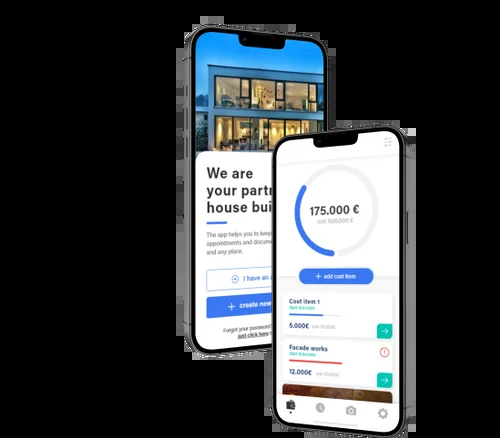 We are
your part
house bui
The app helps you to keep
appointments and docume
and any place.
I have an a
create new
Forgot your password
just click here
175.000 €
von 500.000 €
add cost item
Cost item 1
5.000€
Facade works
12.000€